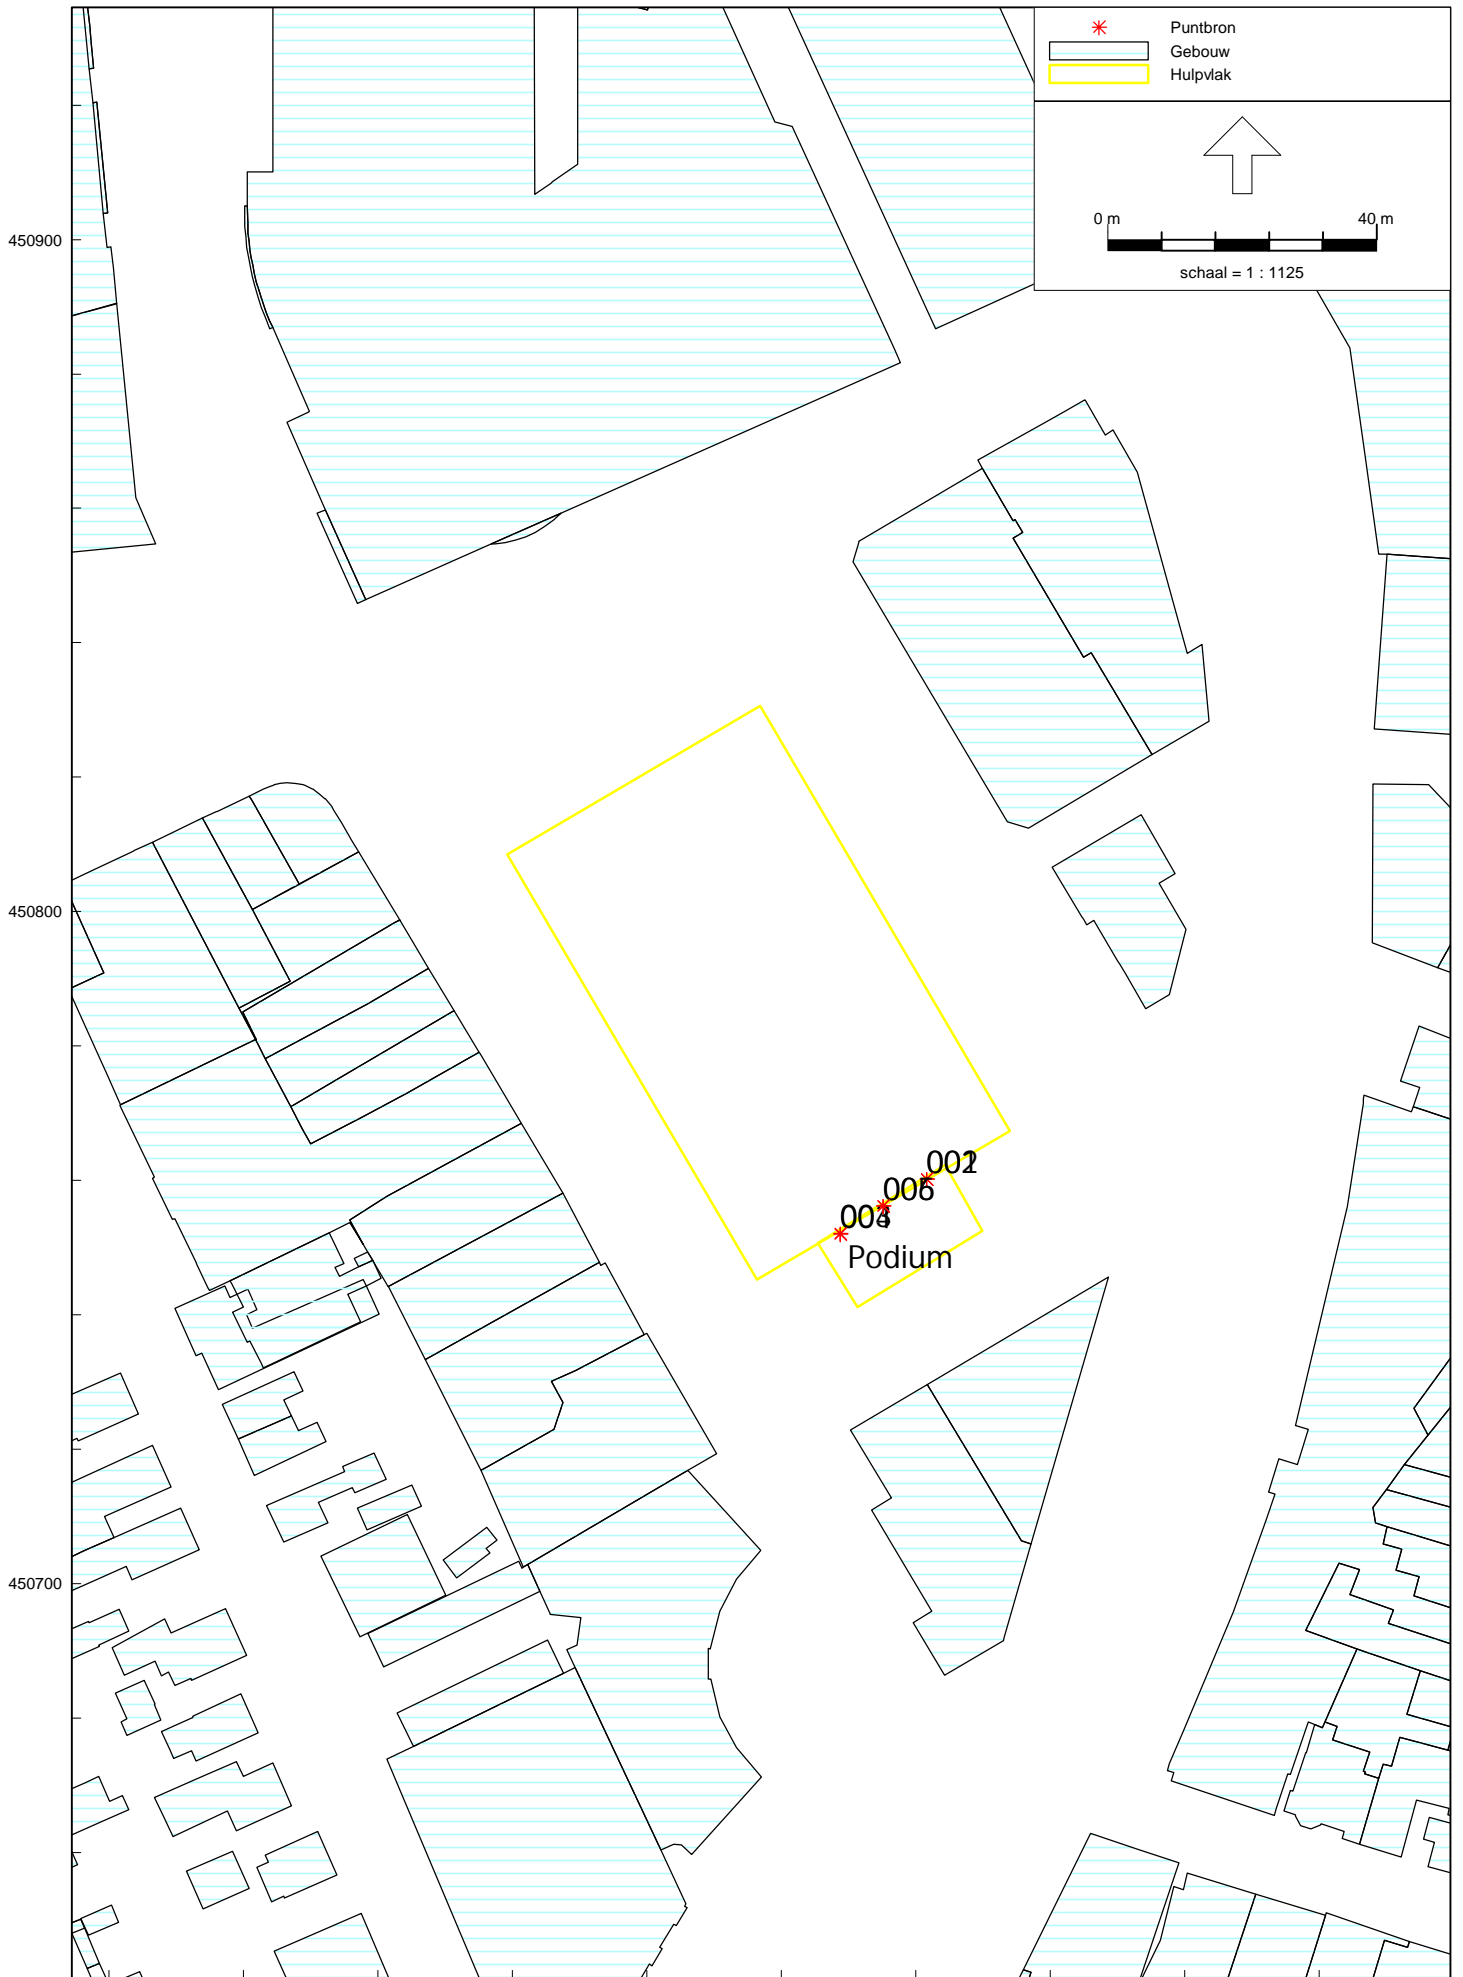 Puntbron
Gebouw
Hulpvlak
0 m 40 m
schaal = 1 : 1125
450900
450800
450700
Podium